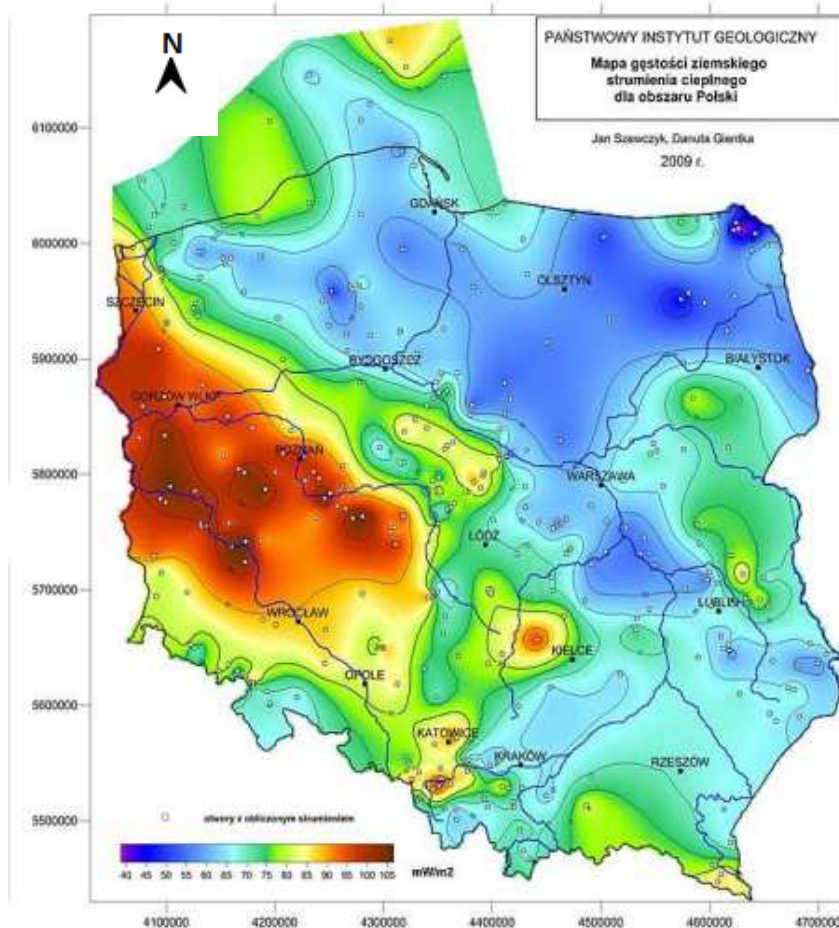 N
PAŃSTWOWY INSTYTUT GEOLOGICZNY
Mapa gęstości ziemskiego
strumienia cieplnego
dla obszaru Polski
Jan Szewczyk, Danuta Gientka
2009 r.
6100000
GDAŃSK
6000000
OLSZTYN
SZCZECIN
5900000
BYDGOSZCZ
BIAŁYSTOK
GORZÓW WLKP
5800000
POZNAŃ
WARSZAWA
ŁÓDŹ
5700000
WROCŁAW
LUBLIN
KIELCE
OPOLE
5600000
KATOWICE
KRAKÓW
RZESZÓW
5500000
otwory z obliczonym strumieniem
40 45 50 55 60 65 70 75 80 85 90 95 100 105
mW/m2
4100000 4200000 4300000 4400000 4500000 4600000 4700000